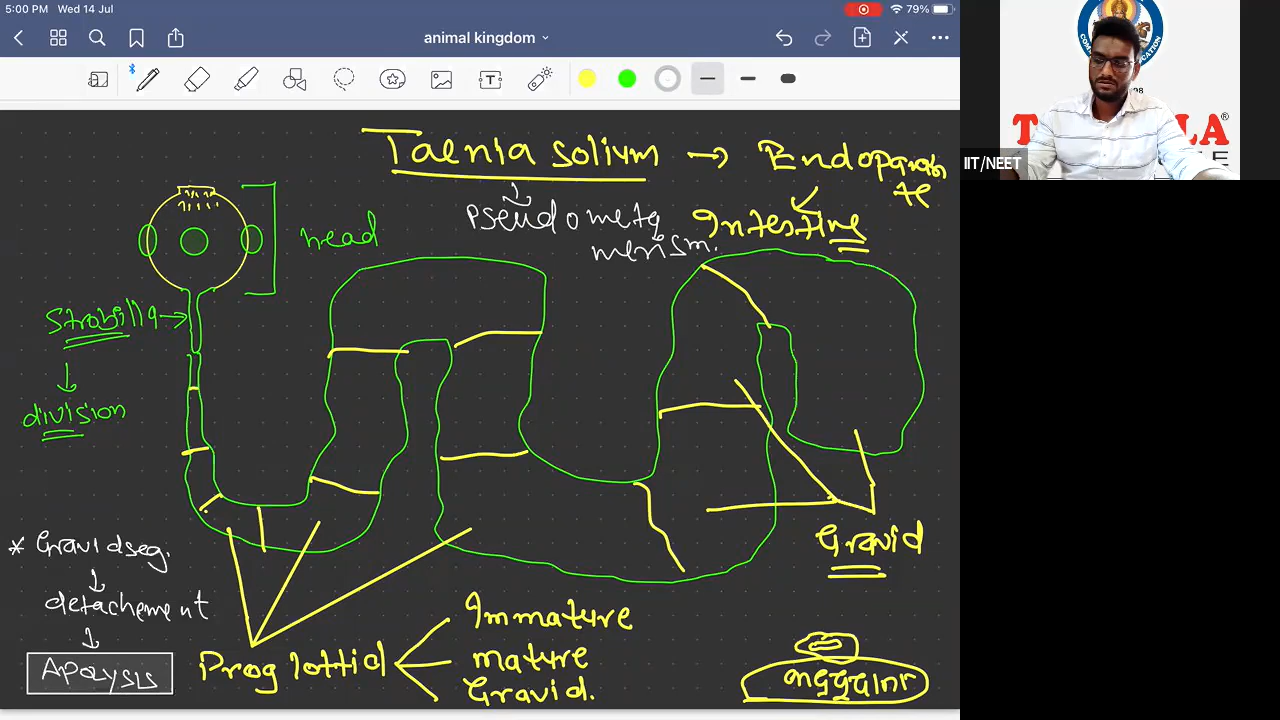 5:00 PM Wed 14 Jul
79%
animal kingdom
IIT/NEET
Taenia solium → Endoparasite
Pseudometa
merism.
Intestine
head
Strobilla →
division
* Gravid seg.
detachement
Apolysis
Proglottid
Immature
mature
Gravid.
Gravid